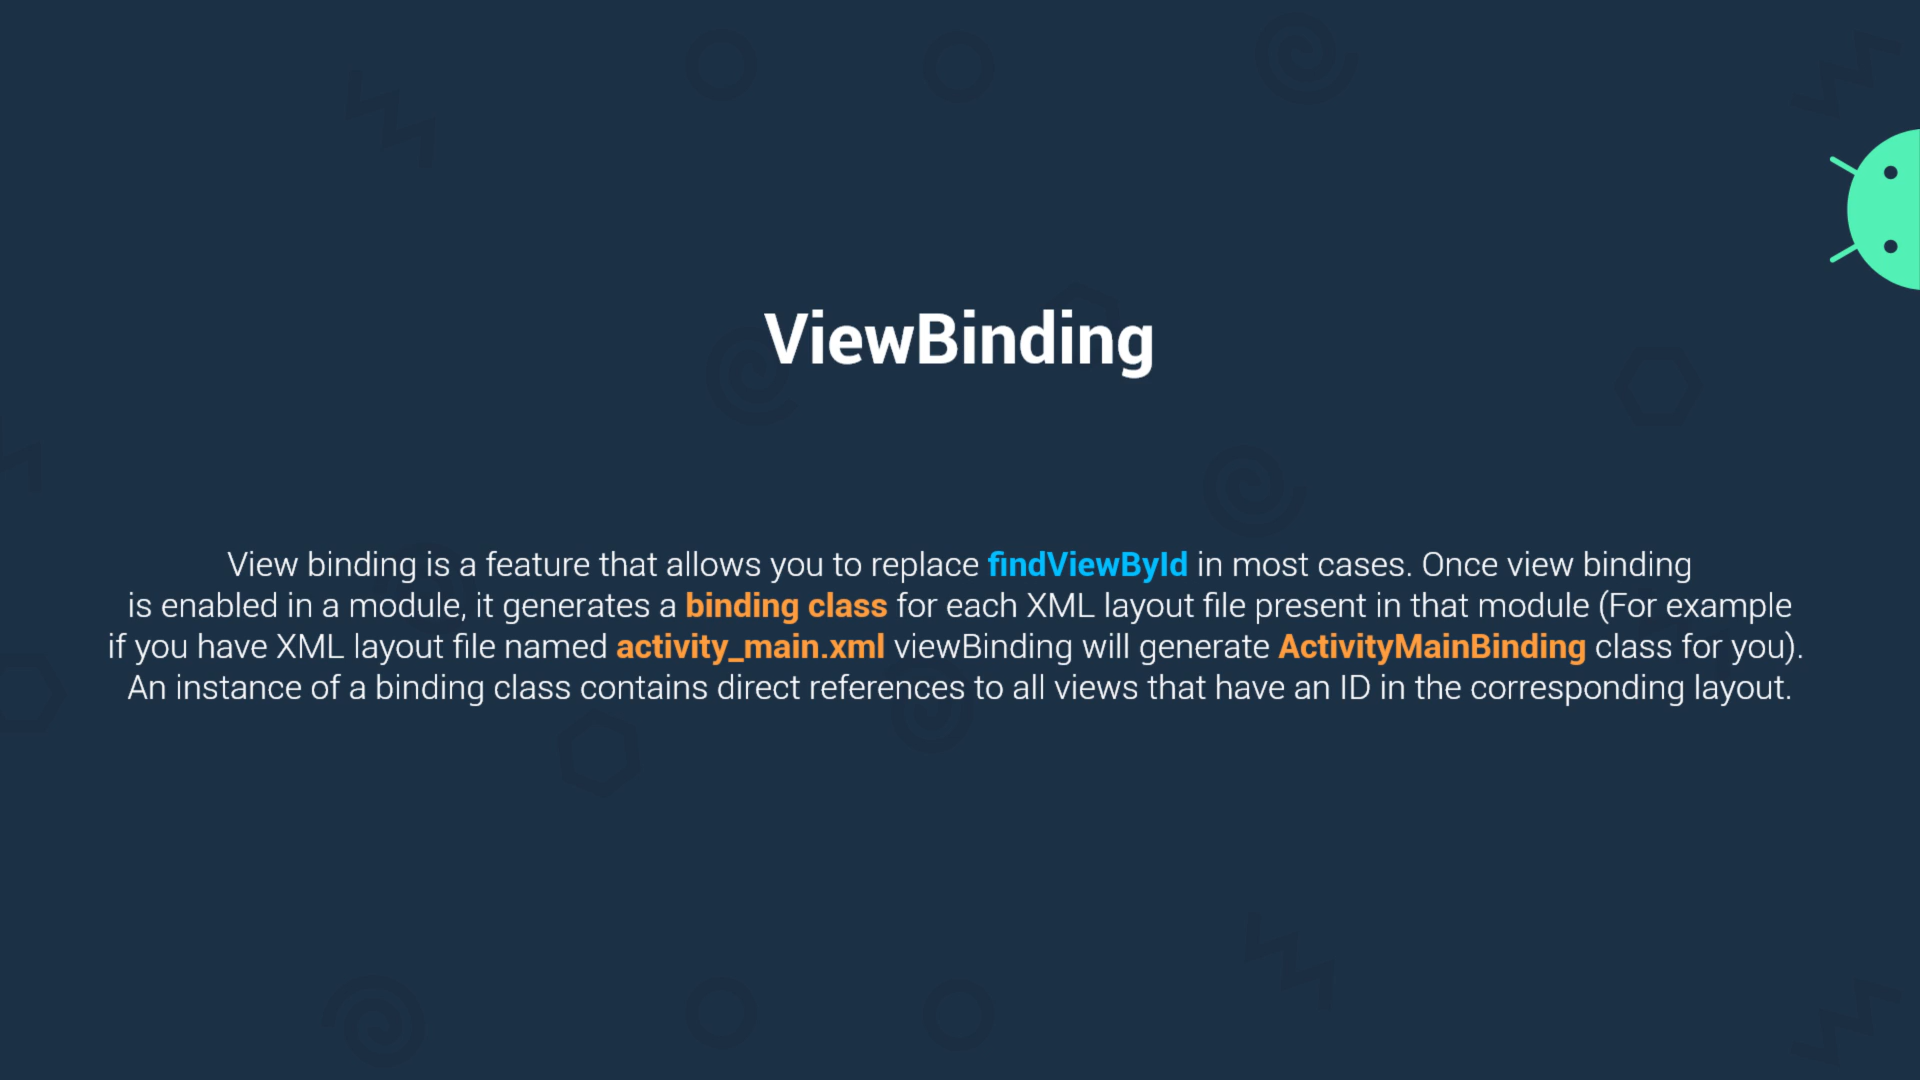 ViewBinding
View binding is a feature that allows you to replace findViewById in most cases. Once view binding
is enabled in a module, it generates a binding class for each XML layout file present in that module (For example
if you have XML layout file named activity_main.xml viewBinding will generate ActivityMainBinding class for you).
An instance of a binding class contains direct references to all views that have an ID in the corresponding layout.